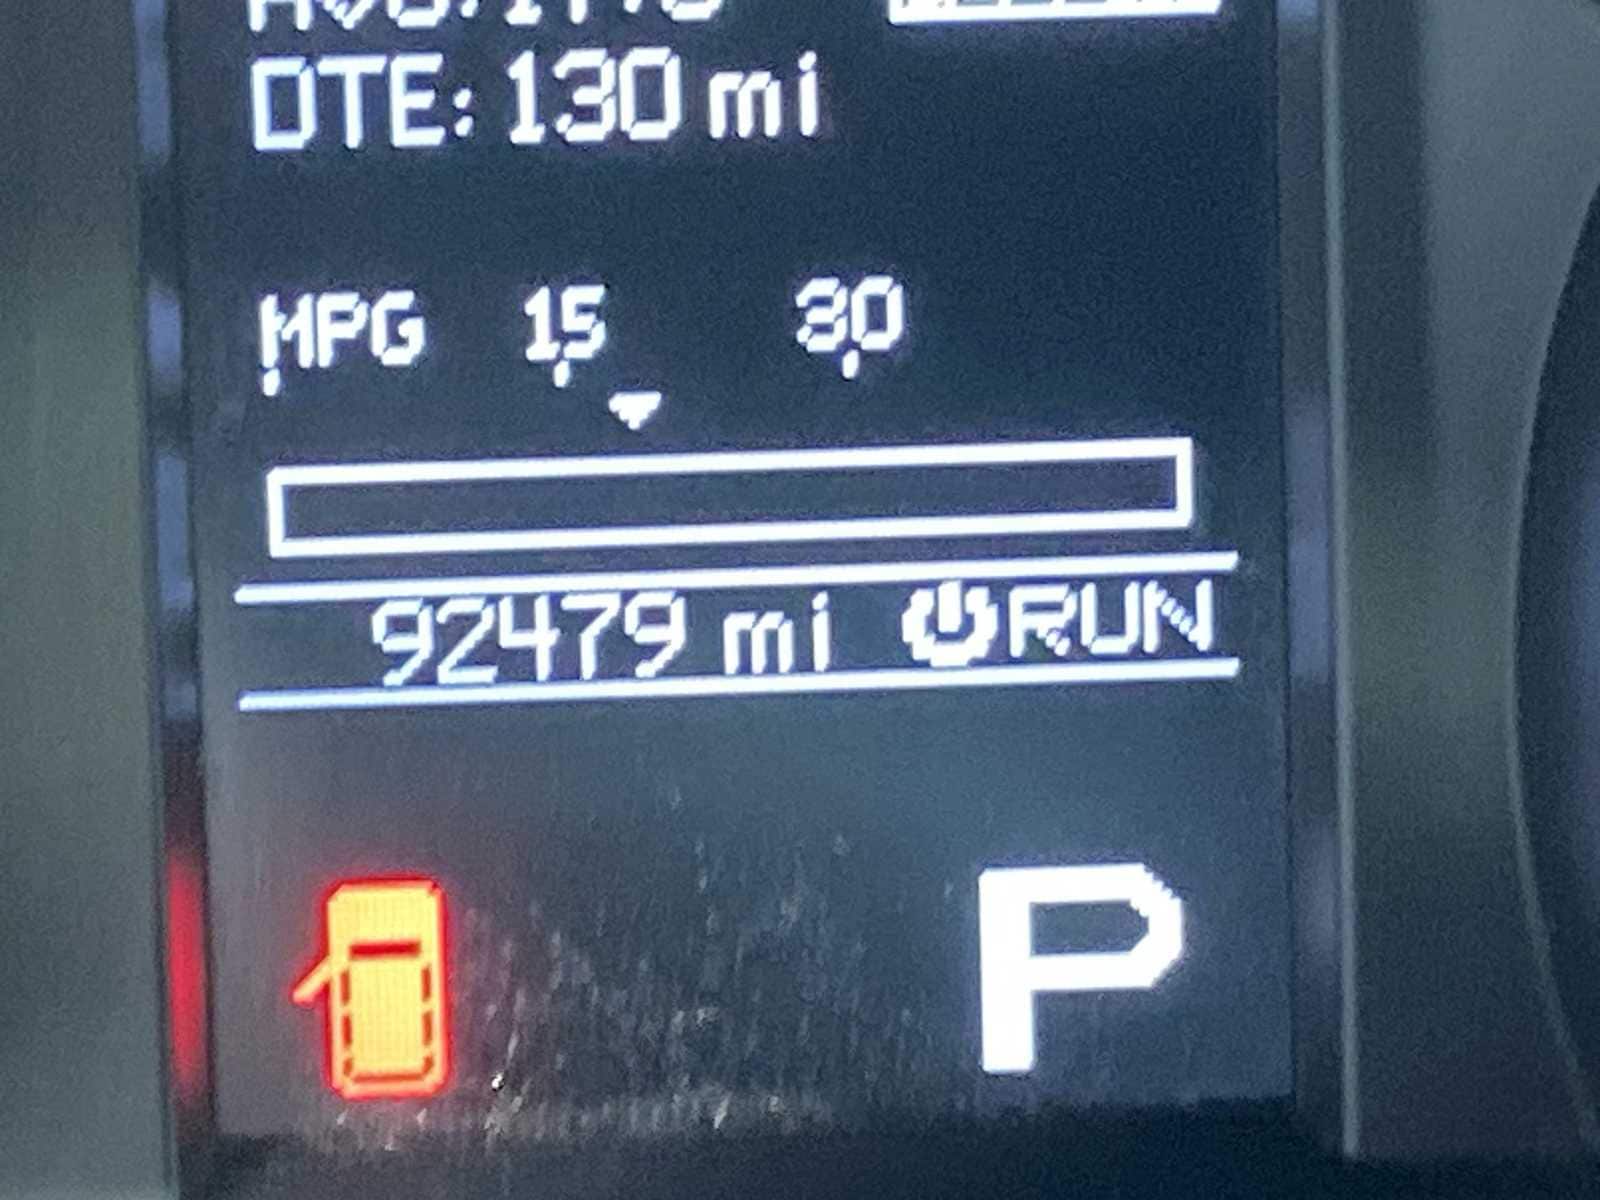 DTE: 130 mi
MPG 15 30
92479 mi RUN
P